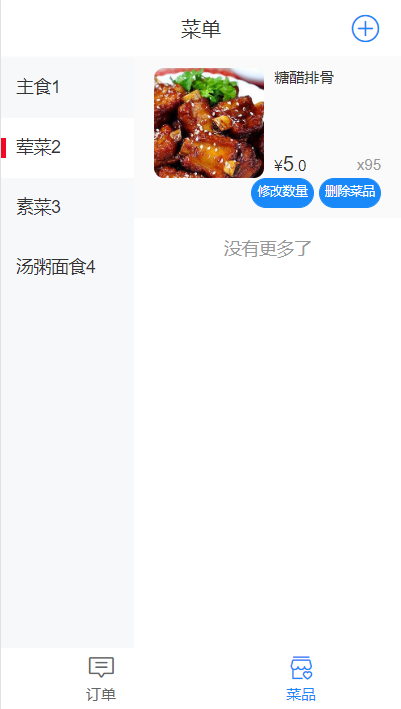 菜单
主食1
荤菜2
素菜3
汤粥面食4
糖醋排骨
¥5.0
x95
修改数量
删除菜品
没有更多了
订单
菜品